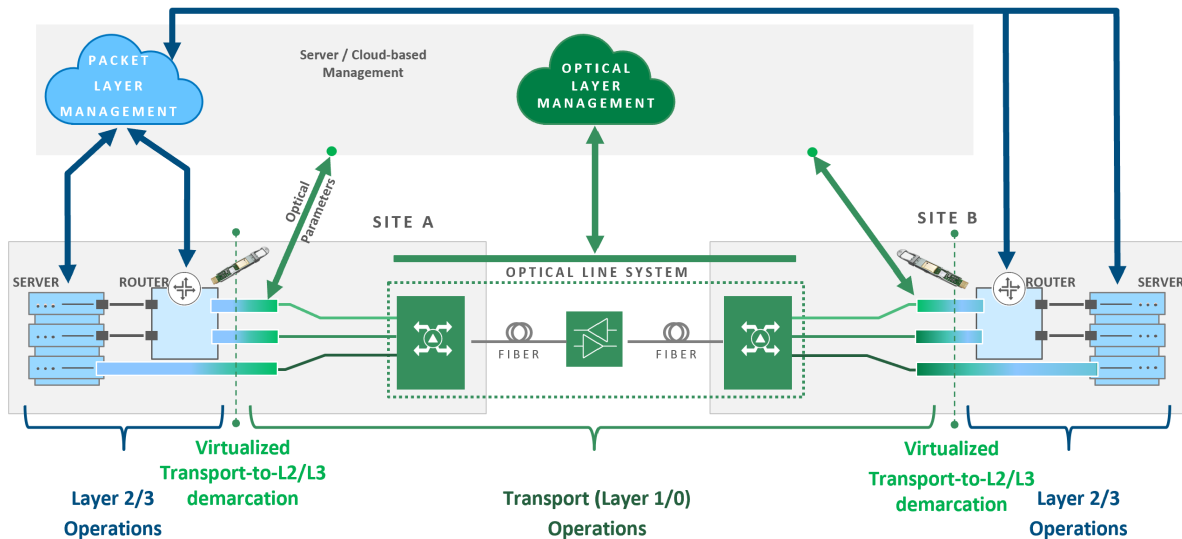 PACKET
LAYER
MANAGEMENT
Server / Cloud-based
Management
OPTICAL
LAYER
MANAGEMENT
Optical
Parameters
SITE A
SITE B
SERVER
ROUTER
OPTICAL LINE SYSTEM
ROUTER
SERVER
FIBER
FIBER
Virtualized
Transport-to-L2/L3
demarcation
Virtualized
Transport-to-L2/L3
demarcation
Layer 2/3
Operations
Transport (Layer 1/0)
Operations
Layer 2/3
Operations